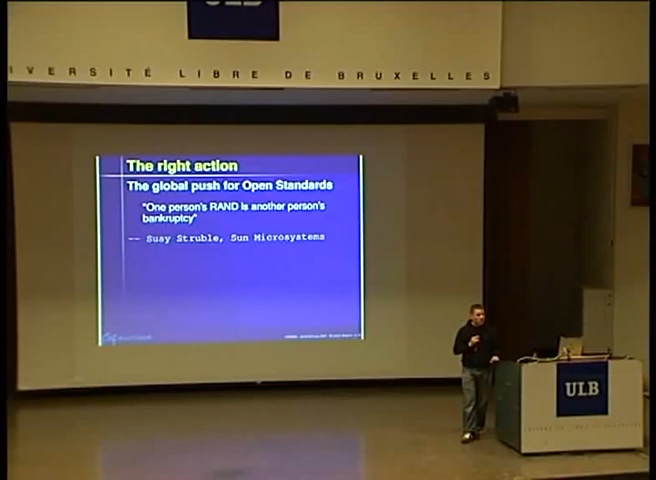 ULB
IVERSITÉ LIBRE DE BRUXELLES
The right action
The global push for Open Standards
"One person's RAND is another person's
bankruptcy"
-- Susy Struble, Sun Microsystems
ULB